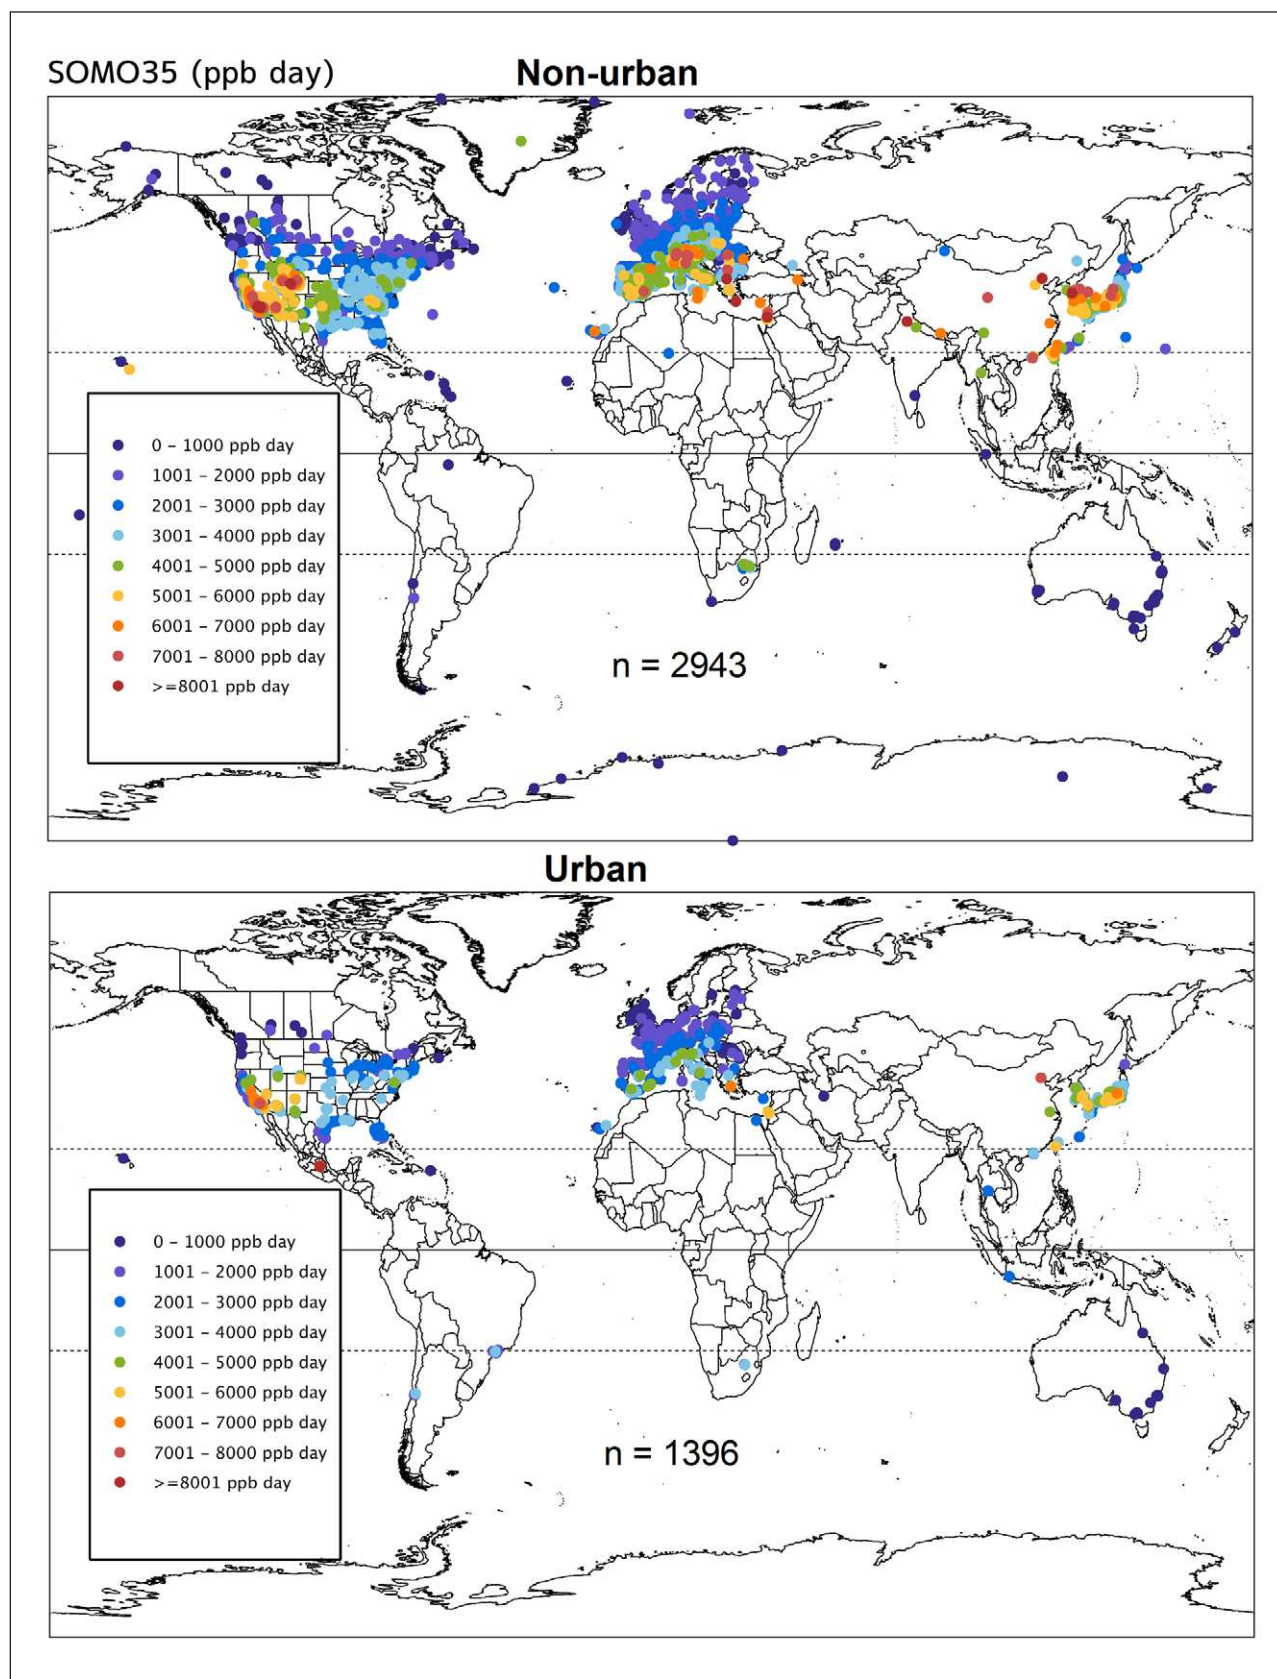 SOMO35 (ppb day)
Non-urban
0 – 1000 ppb day
1001 – 2000 ppb day
2001 – 3000 ppb day
3001 – 4000 ppb day
4001 – 5000 ppb day
5001 – 6000 ppb day
6001 – 7000 ppb day
7001 – 8000 ppb day
>=8001 ppb day
n = 2943
Urban
0 – 1000 ppb day
1001 – 2000 ppb day
2001 – 3000 ppb day
3001 – 4000 ppb day
4001 – 5000 ppb day
5001 – 6000 ppb day
6001 – 7000 ppb day
7001 – 8000 ppb day
>=8001 ppb day
n = 1396